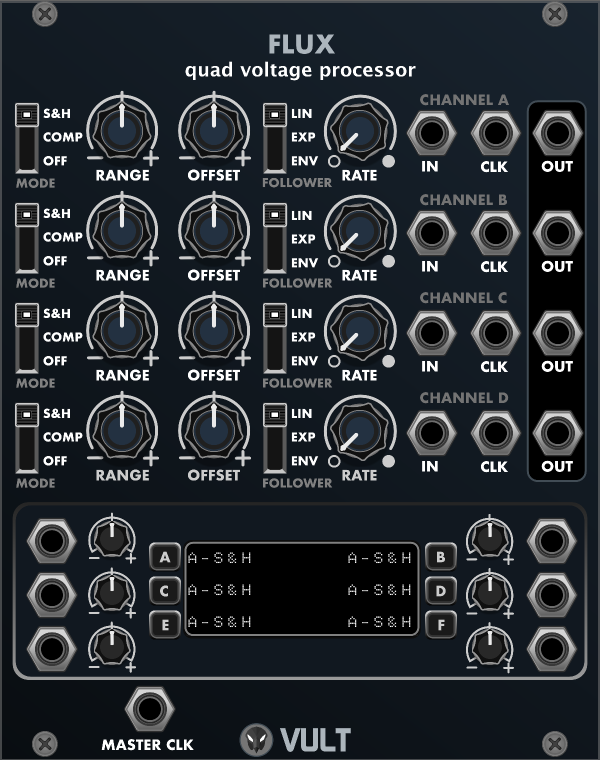 FLUX
quad voltage processor
CHANNEL A
S&H LIN
COMP EXP
OFF ENV
RANGE OFFSET RATE IN CLK OUT
MODE FOLLOWER
CHANNEL B
S&H LIN
COMP EXP
OFF ENV
RANGE OFFSET RATE IN CLK OUT
MODE FOLLOWER
CHANNEL C
S&H LIN
COMP EXP
OFF ENV
RANGE OFFSET RATE IN CLK OUT
MODE FOLLOWER
CHANNEL D
S&H LIN
COMP EXP
OFF ENV
RANGE OFFSET RATE IN CLK OUT
MODE FOLLOWER
A A-S&H A-S&H B
C A-S&H A-S&H D
E A-S&H A-S&H F
MASTER CLK
VULT